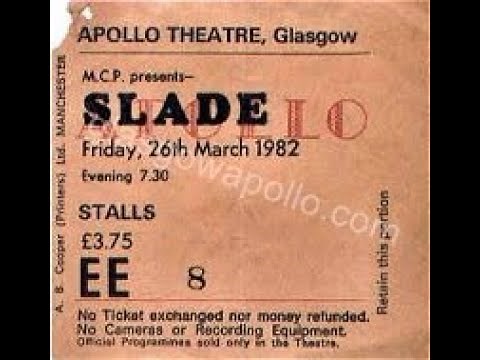 APOLLO THEATRE, Glasgow
M.C.P. presents—
SLADE
APOLLO
Friday, 26th March 1982
Evening 7.30
STALLS
£3.75
EE 8
No Ticket exchanged nor money refunded.
No Cameras or Recording Equipment.
Official Programmes sold only in the Theatre.
A. B. Cooper (Printers) Ltd. MANCHESTER
Retain this portion
owapollo.com